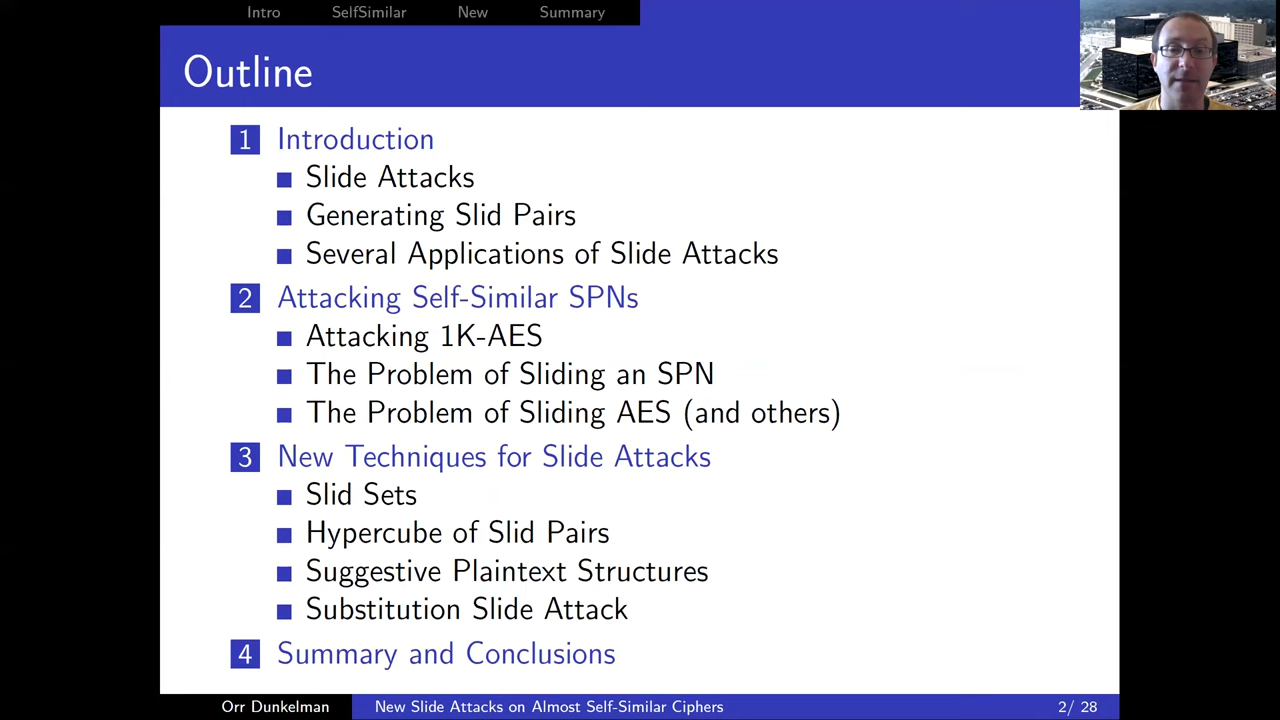 Intro SelfSimilar New Summary
Outline
1 Introduction
Slide Attacks
Generating Slid Pairs
Several Applications of Slide Attacks
2 Attacking Self-Similar SPNs
Attacking 1K-AES
The Problem of Sliding an SPN
The Problem of Sliding AES (and others)
3 New Techniques for Slide Attacks
Slid Sets
Hypercube of Slid Pairs
Suggestive Plaintext Structures
Substitution Slide Attack
4 Summary and Conclusions
Orr Dunkelman New Slide Attacks on Almost Self-Similar Ciphers 2/ 28